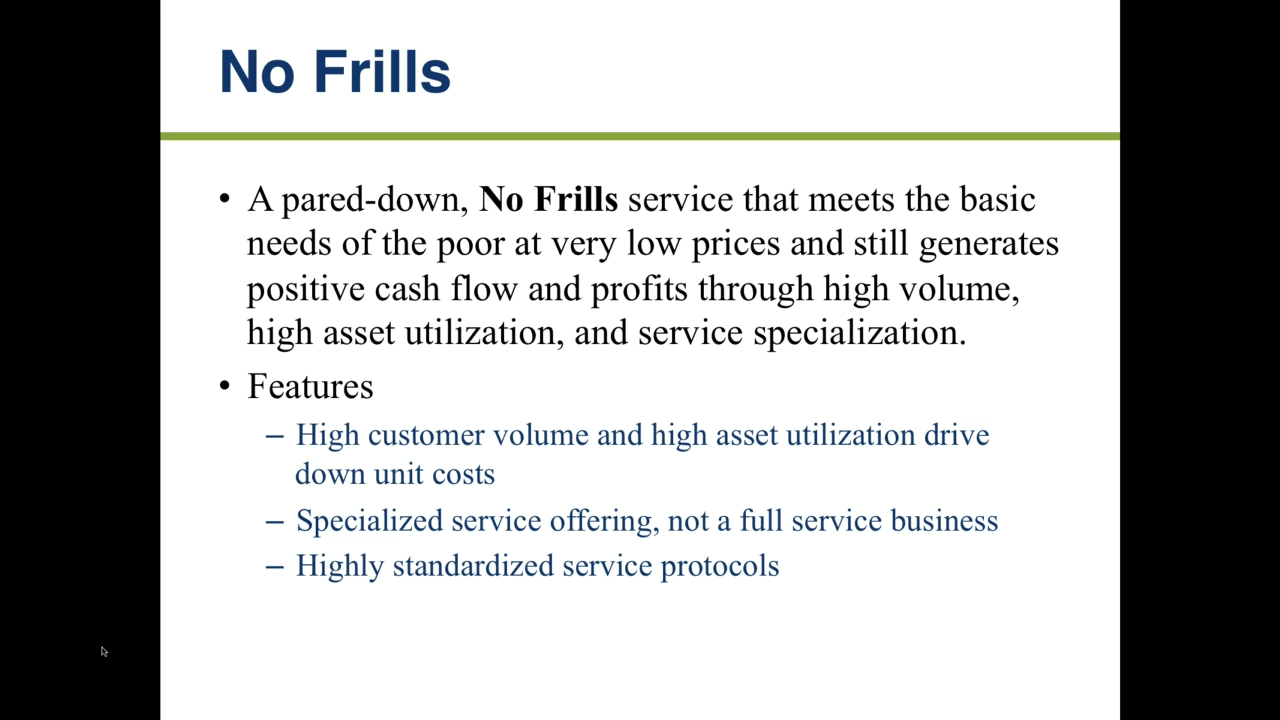 No Frills
• A pared-down, No Frills service that meets the basic
needs of the poor at very low prices and still generates
positive cash flow and profits through high volume,
high asset utilization, and service specialization.
• Features
– High customer volume and high asset utilization drive
down unit costs
– Specialized service offering, not a full service business
– Highly standardized service protocols